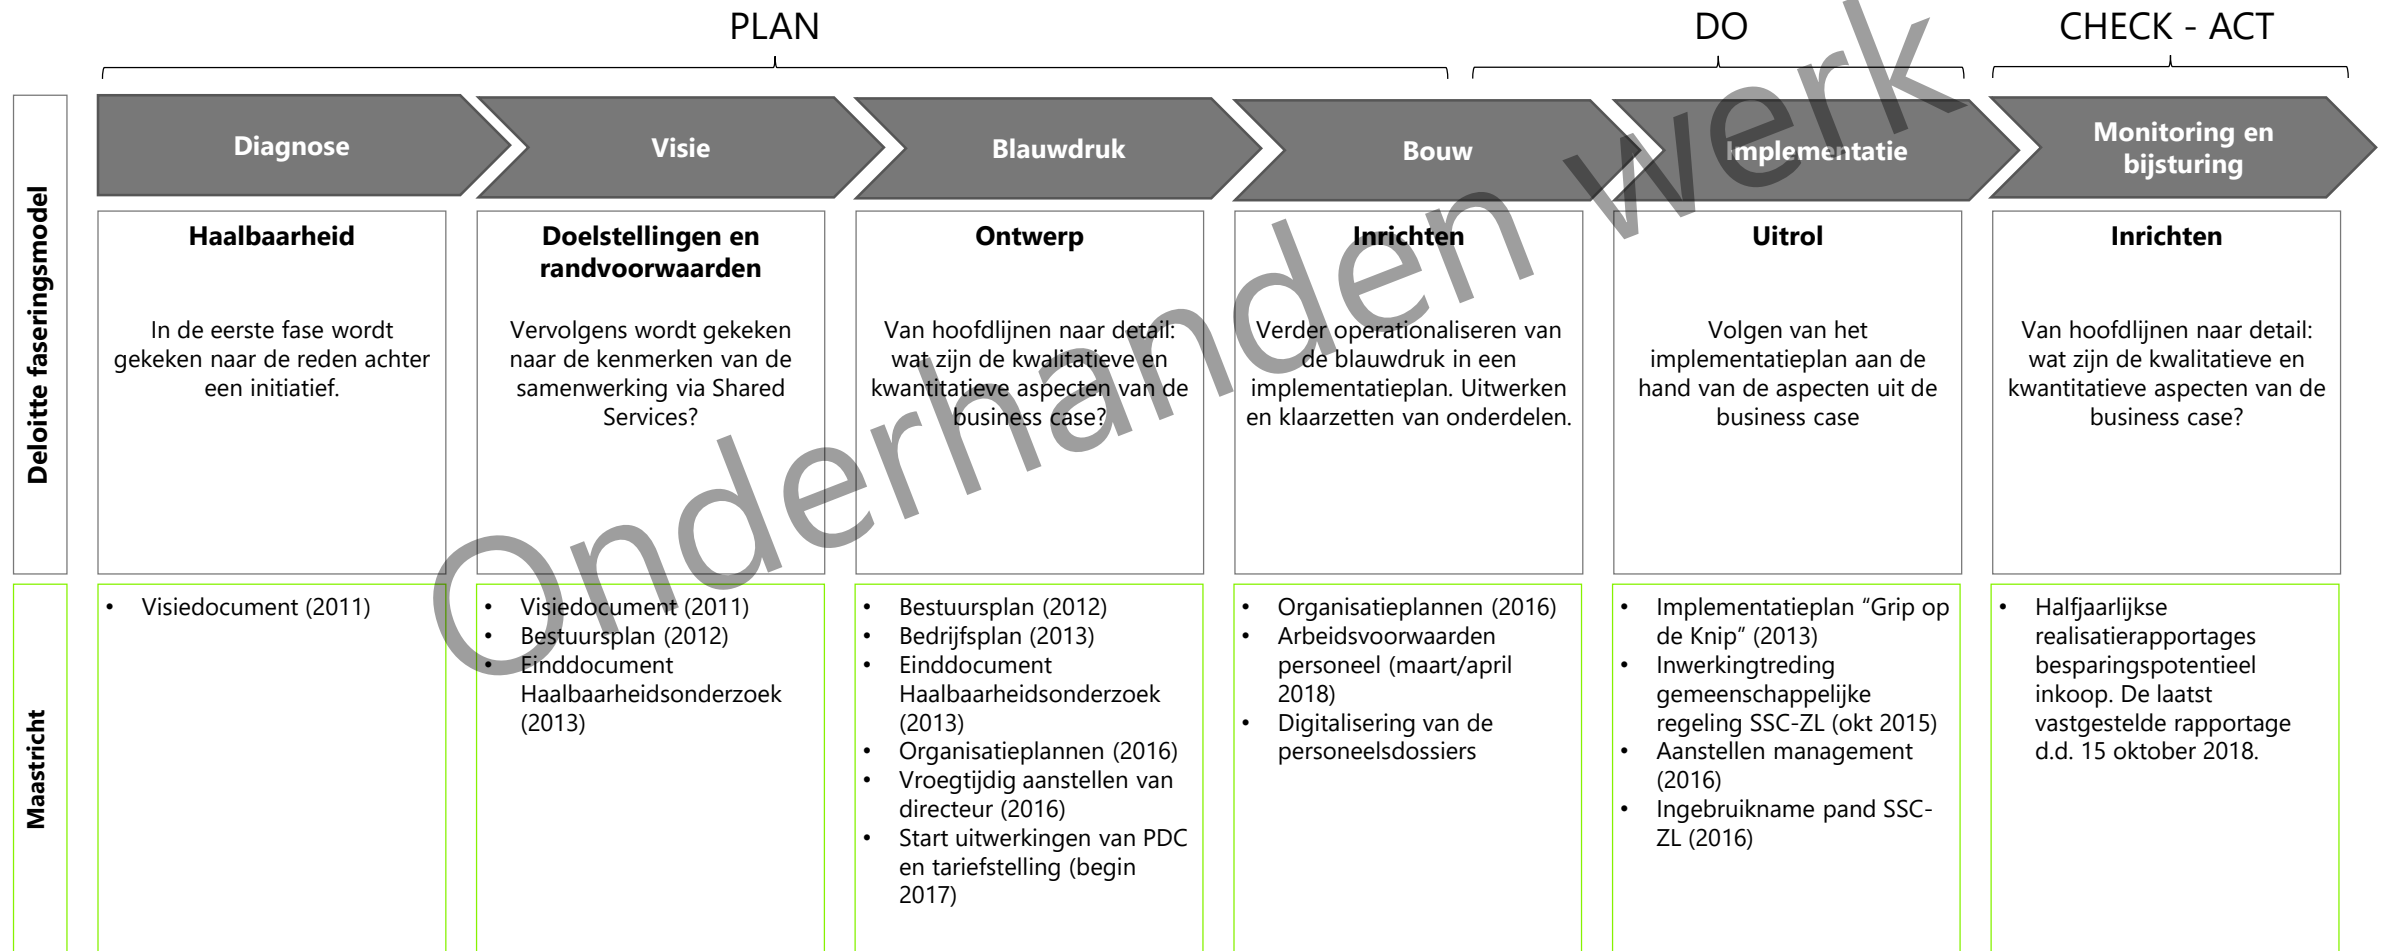 PLAN
DO
CHECK - ACT
Deloitte faseringsmodel
Diagnose
Visie
Blauwdruk
Bouw
Implementatie
Monitoring en
bijsturing
Haalbaarheid
In de eerste fase wordt
gekeken naar de reden achter
een initiatief.
Doelstellingen en
randvoorwaarden
Vervolgens wordt gekeken
naar de kenmerken van de
samenwerking via Shared
Services?
Ontwerp
Van hoofdlijnen naar detail:
wat zijn de kwalitatieve en
kwantitatieve aspecten van de
business case?
Inrichten
Verder operationaliseren van
de blauwdruk in een
implementatieplan. Uitwerken
en klaarzetten van onderdelen.
Uitrol
Volgen van het
implementatieplan aan de
hand van de aspecten uit de
business case
Inrichten
Van hoofdlijnen naar detail:
wat zijn de kwalitatieve en
kwantitatieve aspecten van de
business case?
Onderhanden werk
Maastricht
• Visiedocument (2011)
• Visiedocument (2011)
• Bestuursplan (2012)
• Einddocument
Haalbaarheidsonderzoek
(2013)
• Bestuursplan (2012)
• Bedrijfsplan (2013)
• Einddocument
Haalbaarheidsonderzoek
(2013)
• Organisatieplannen (2016)
• Vroegtijdig aanstellen van
directeur (2016)
• Start uitwerkingen van PDC
en tariefstelling (begin
2017)
• Organisatieplannen (2016)
• Arbeidsvoorwaarden
personeel (maart/april
2018)
• Digitalisering van de
personeelsdossiers
• Implementatieplan “Grip op
de Knip” (2013)
• Inwerkingtreding
gemeenschappelijke
regeling SSC-ZL (okt 2015)
• Aanstellen management
(2016)
• Ingebruikname pand SSC-
ZL (2016)
• Halfjaarlijkse
realisatierapportages
besparingspotentieel
inkoop. De laatst
vastgestelde rapportage
d.d. 15 oktober 2018.